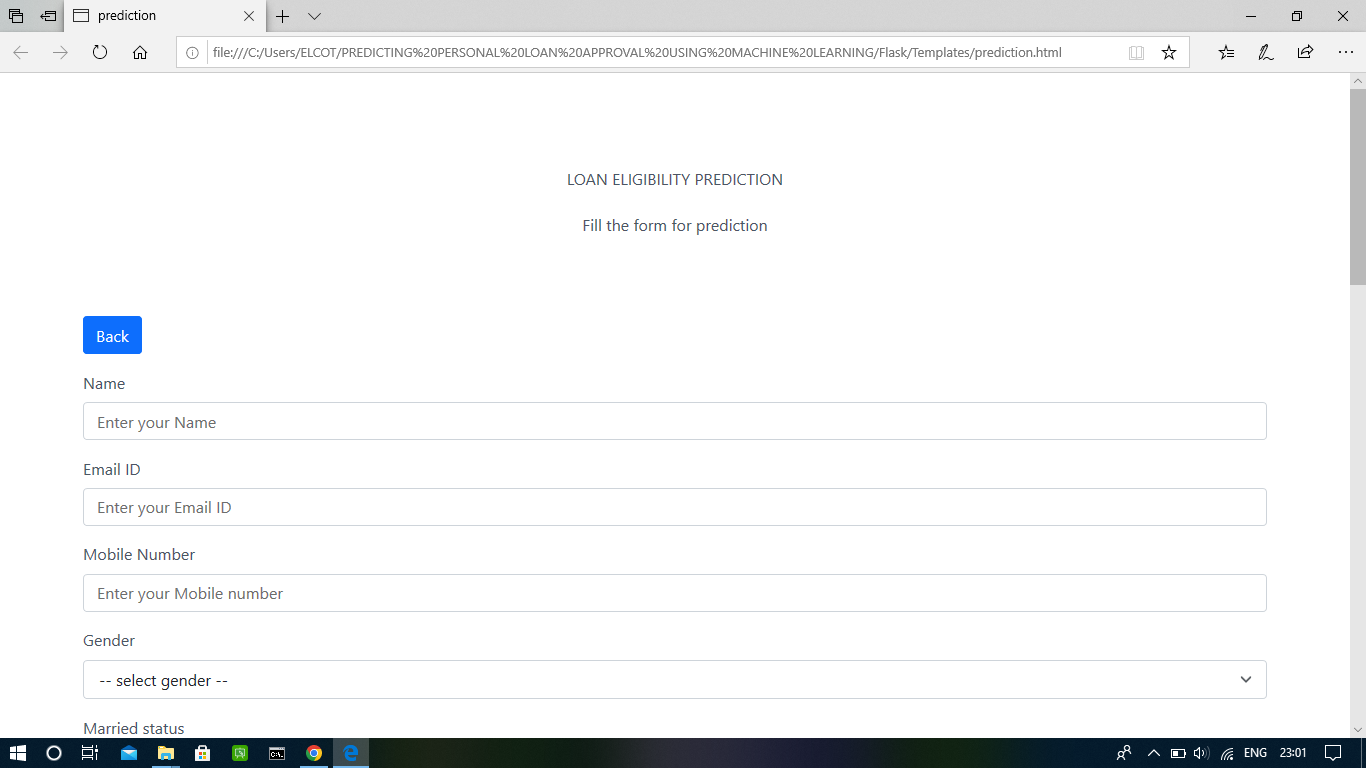 prediction
file:///C:/Users/ELCOT/PREDICTING%20PERSONAL%20LOAN%20APPROVAL%20USING%20MACHINE%20LEARNING/Flask/Templates/prediction.html
LOAN ELIGIBILITY PREDICTION
Fill the form for prediction
Back
Name
Enter your Name
Email ID
Enter your Email ID
Mobile Number
Enter your Mobile number
Gender
-- select gender --
Married status
ENG 23:01